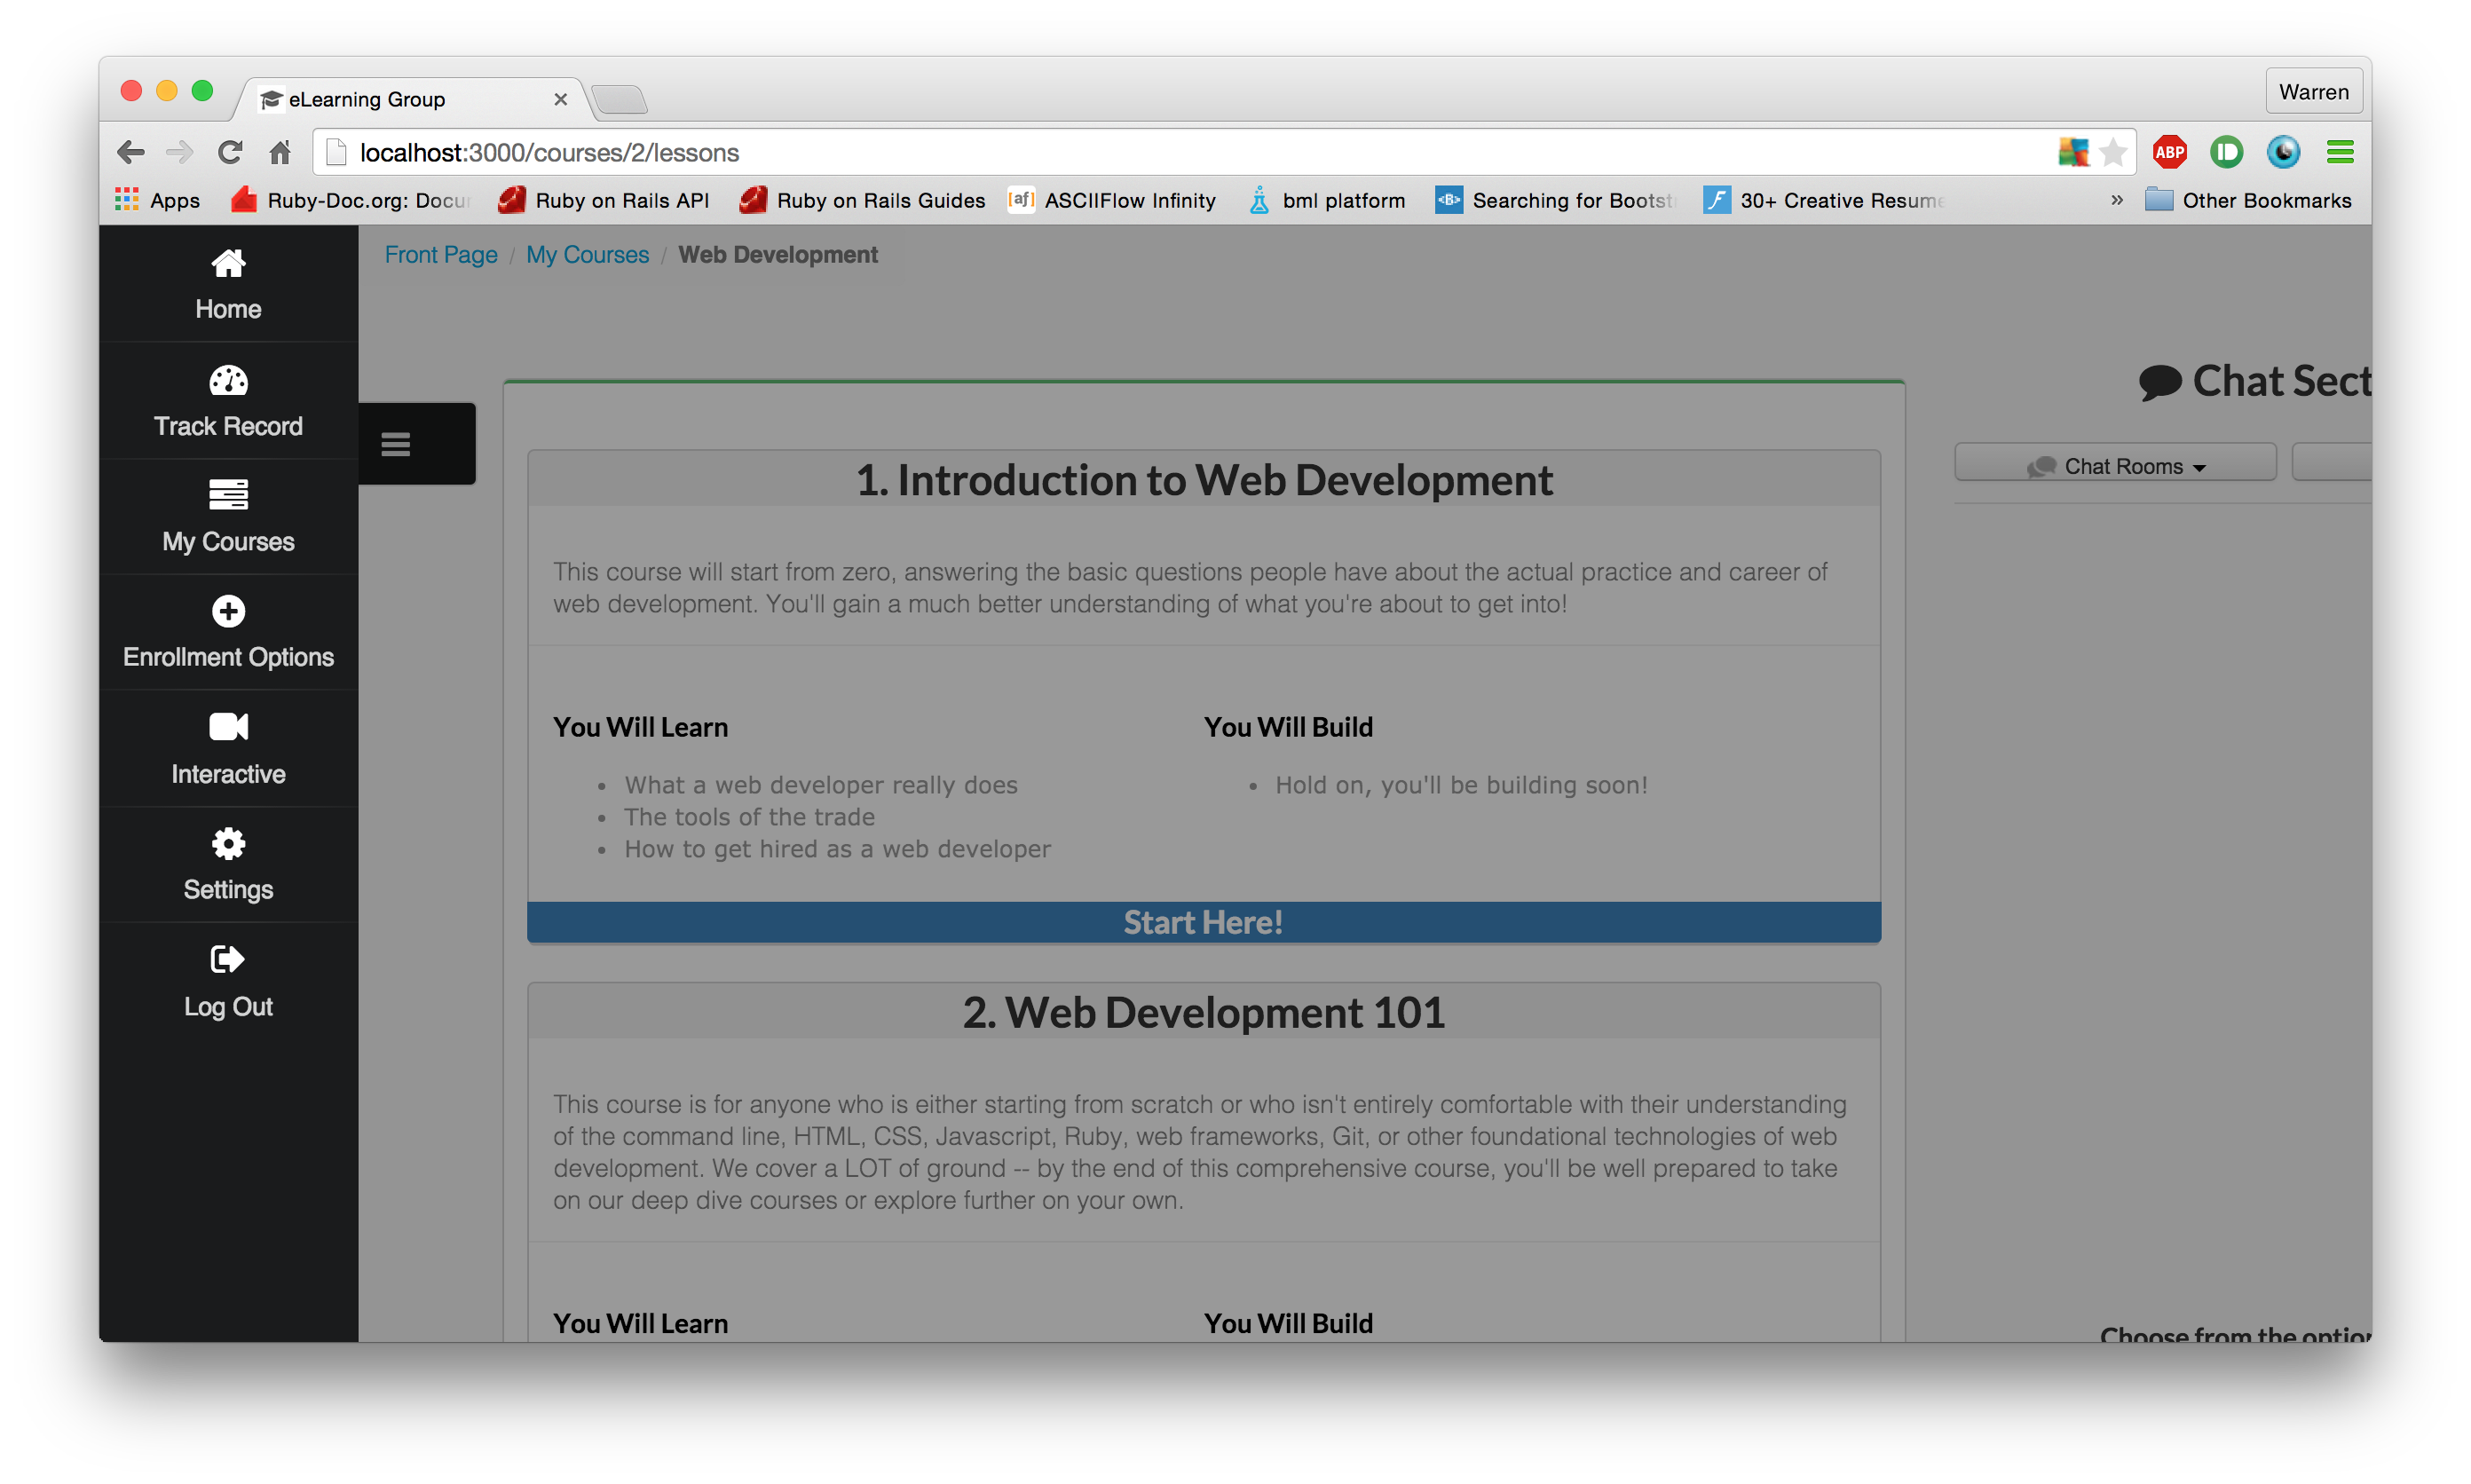 eLearning Group
Warren
localhost:3000/courses/2/lessons
ABP
Apps
Ruby-Doc.org: Docu
Ruby on Rails API
Ruby on Rails Guides
[af] ASCIIFlow Infinity
bml platform
<B> Searching for Bootst
30+ Creative Resume
» Other Bookmarks
Home
Track Record
My Courses
Enrollment Options
Interactive
Settings
Log Out
Front Page / My Courses / Web Development
1. Introduction to Web Development
This course will start from zero, answering the basic questions people have about the actual practice and career of
web development. You'll gain a much better understanding of what you're about to get into!
You Will Learn
• What a web developer really does
• The tools of the trade
• How to get hired as a web developer
You Will Build
• Hold on, you'll be building soon!
Start Here!
2. Web Development 101
This course is for anyone who is either starting from scratch or who isn't entirely comfortable with their understanding
of the command line, HTML, CSS, Javascript, Ruby, web frameworks, Git, or other foundational technologies of web
development. We cover a LOT of ground -- by the end of this comprehensive course, you'll be well prepared to take
on our deep dive courses or explore further on your own.
You Will Learn
You Will Build
Chat Sect
Chat Rooms
Choose from the option